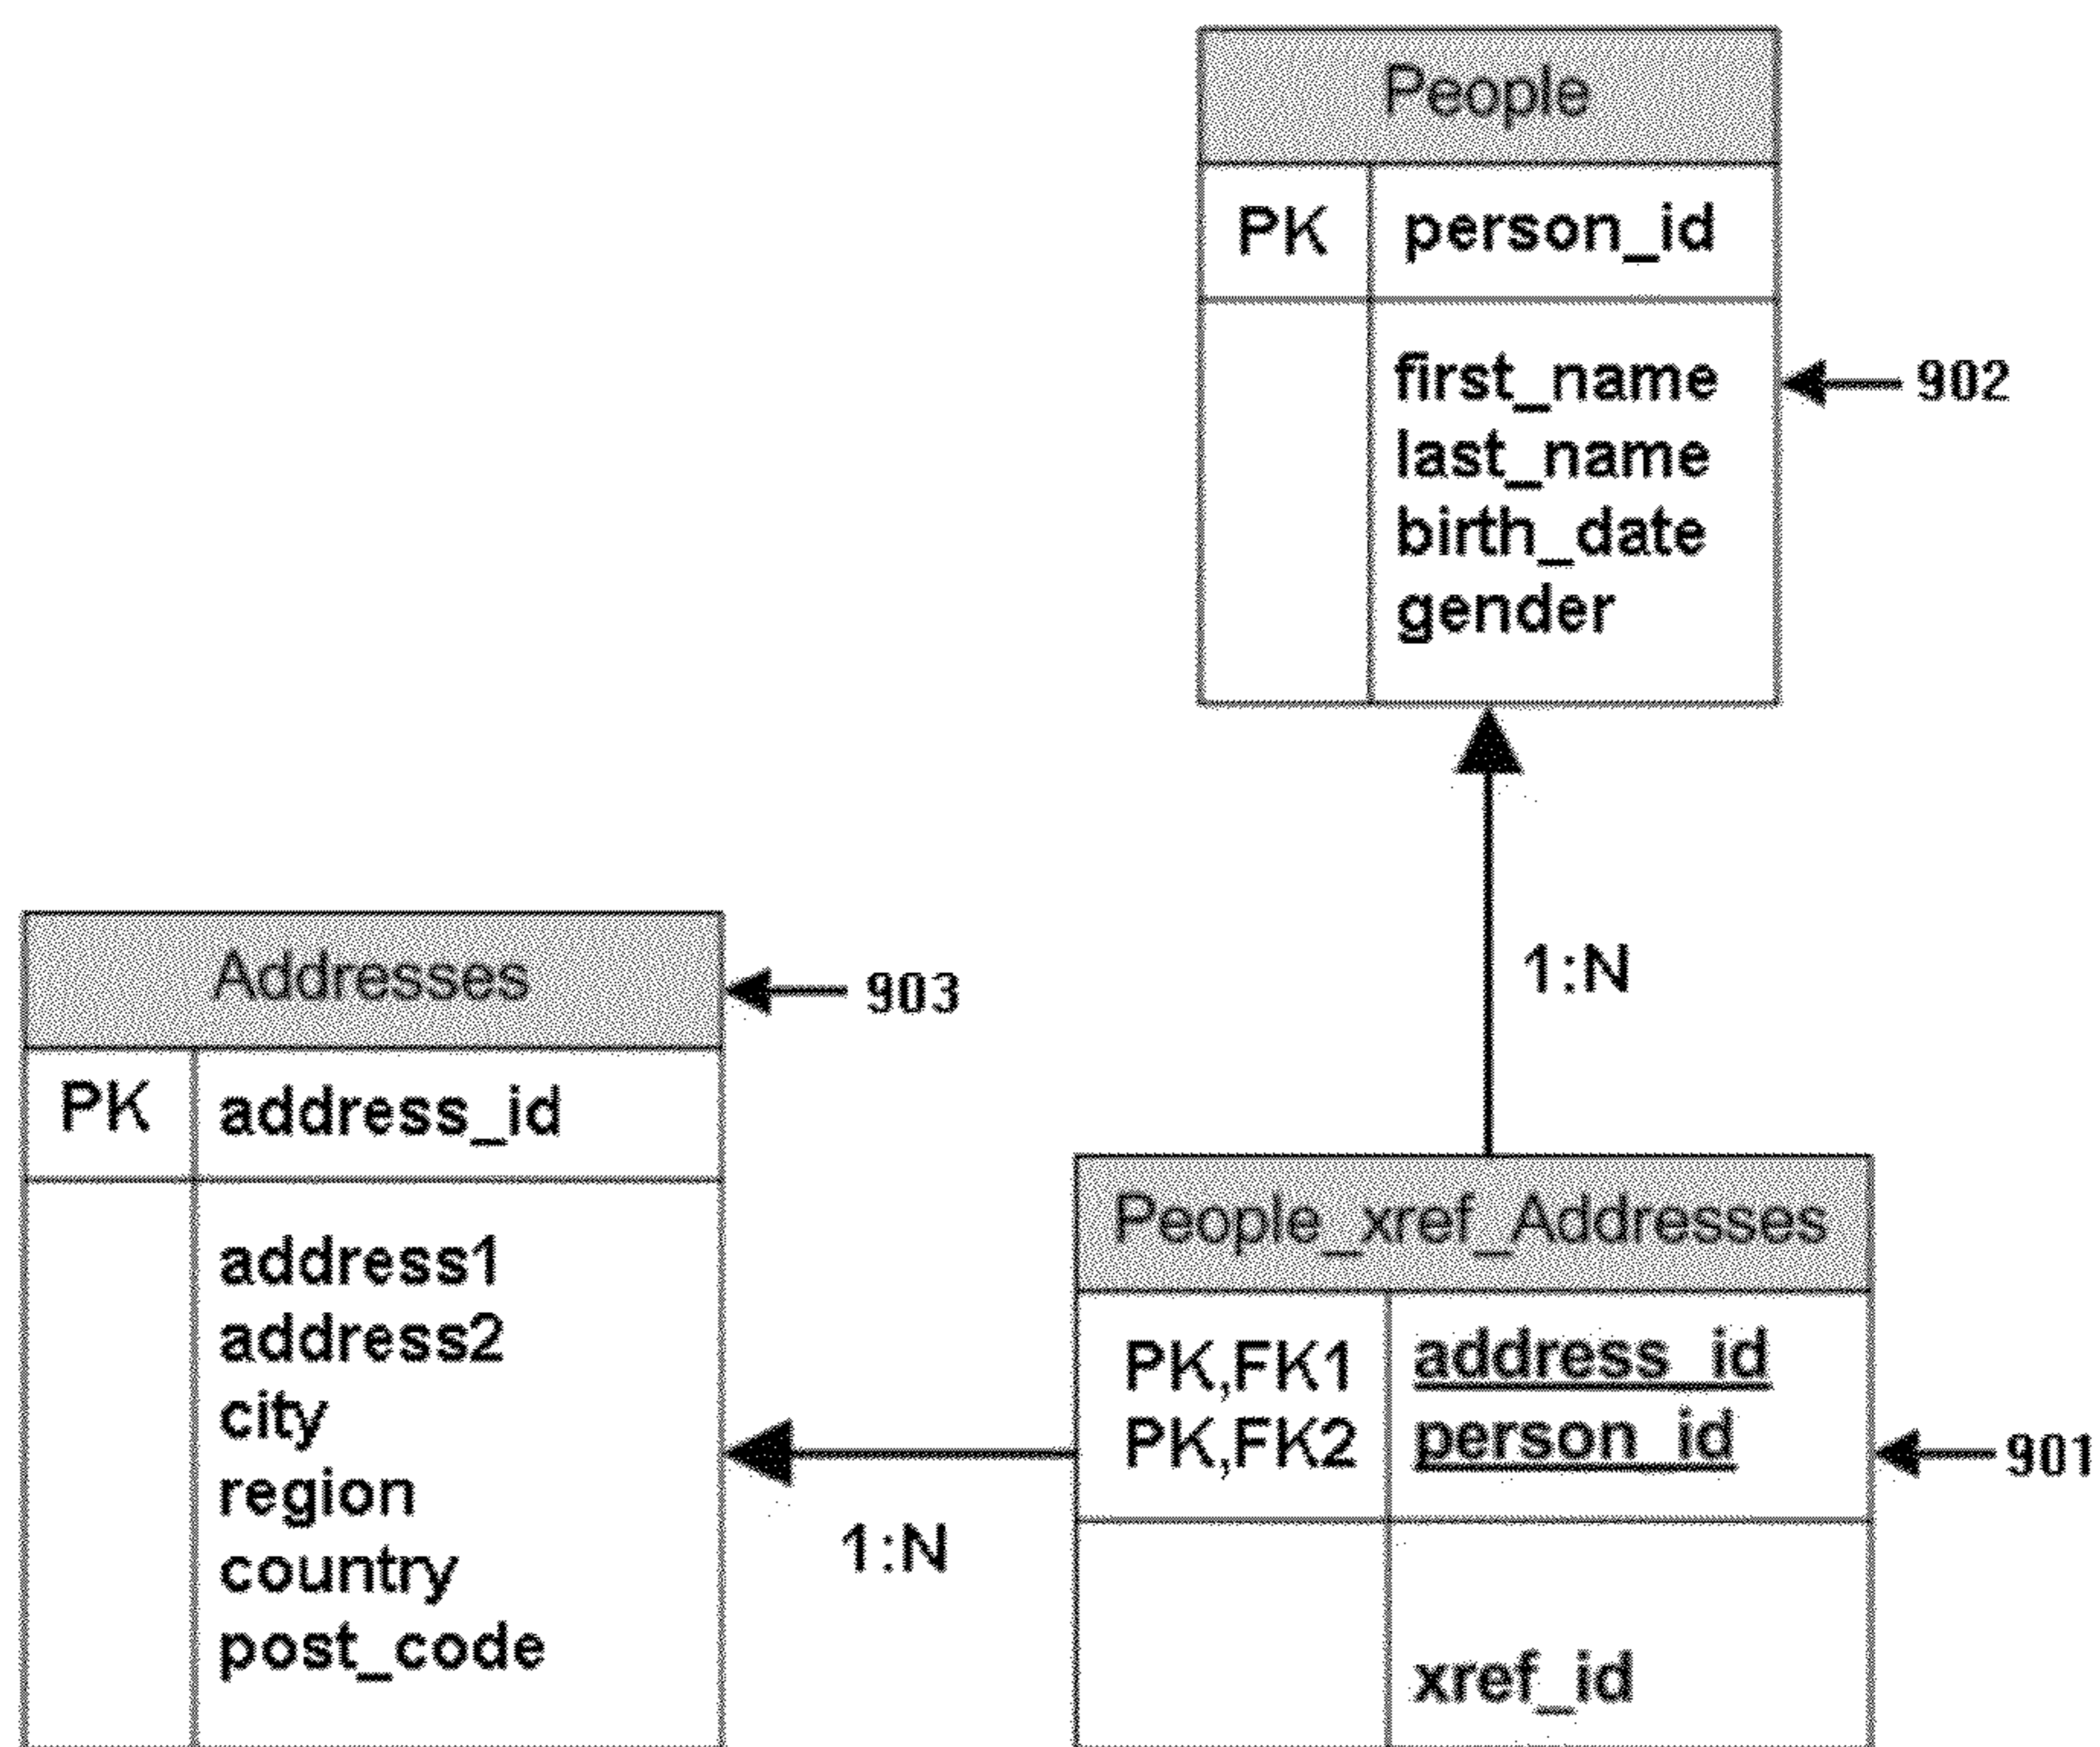 People
PK person_id
first_name
902
last_name
birth_date
gender
1:N
Addresses
903
PK address_id
address1
address2
city
region
country
post_code
1:N
People_xref_Addresses
PK,FK1 address_id
PK,FK2 person_id
901
xref_id